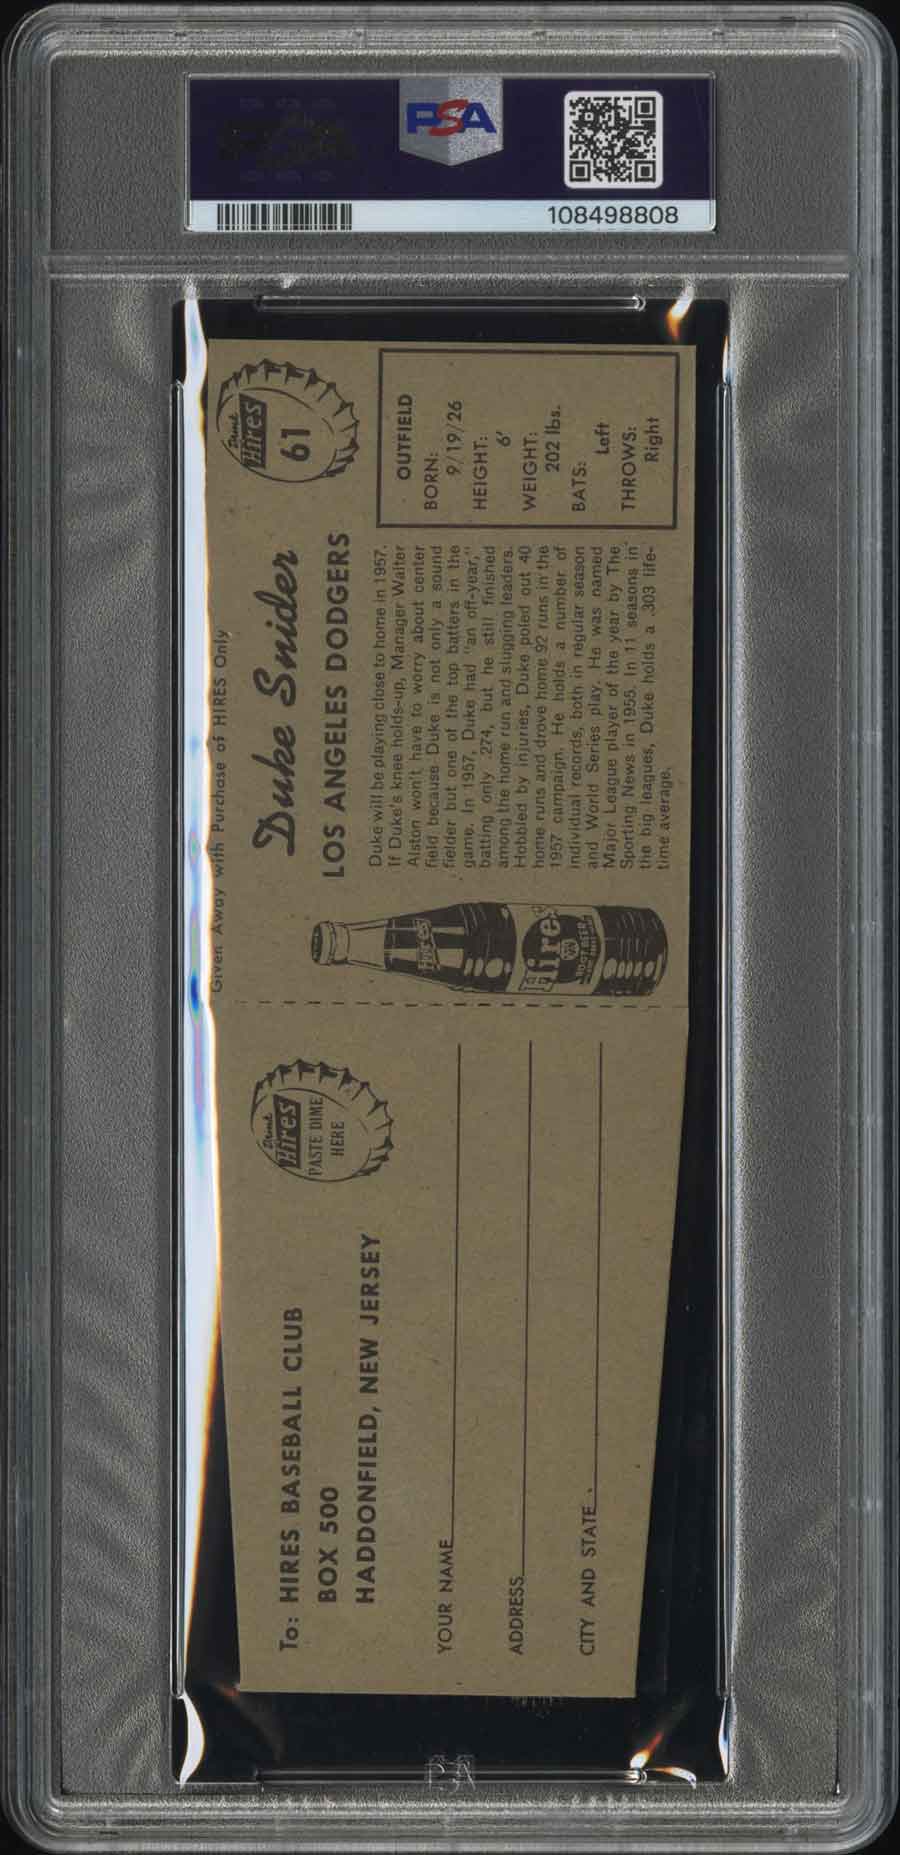 PSA
108498808
Drink
Hires
61
Given Away with Purchase of HIRES Only
Duke Snider
LOS ANGELES DODGERS
Duke will be playing close to home in 1957.
If Duke's knee holds-up, Manager Walter
Alston won't have to worry about center
field because Duke is not only a sound
fielder but one of the top batters in the
game. In 1957, Duke had "an off-year,"
batting only .274, but he still finished
among the home run and slugging leaders.
Hobbled by injuries, Duke poled out 40
home runs and drove home 92 runs in the
1957 campaign. He holds a number of
individual records, both in regular season
and World Series play. He was named
Major League player of the year by The
Sporting News in 1955. In 11 seasons in
the big leagues, Duke holds a .303 life-
time average.
OUTFIELD
BORN:
9/19/26
HEIGHT:
6'
WEIGHT:
202 lbs.
BATS:
Left
THROWS:
Right
Hires
Hires
ROOT BEER
Drink
Hires
PASTE DIME
HERE
To: HIRES BASEBALL CLUB
BOX 500
HADDONFIELD, NEW JERSEY
YOUR NAME
ADDRESS
CITY AND STATE
PSA